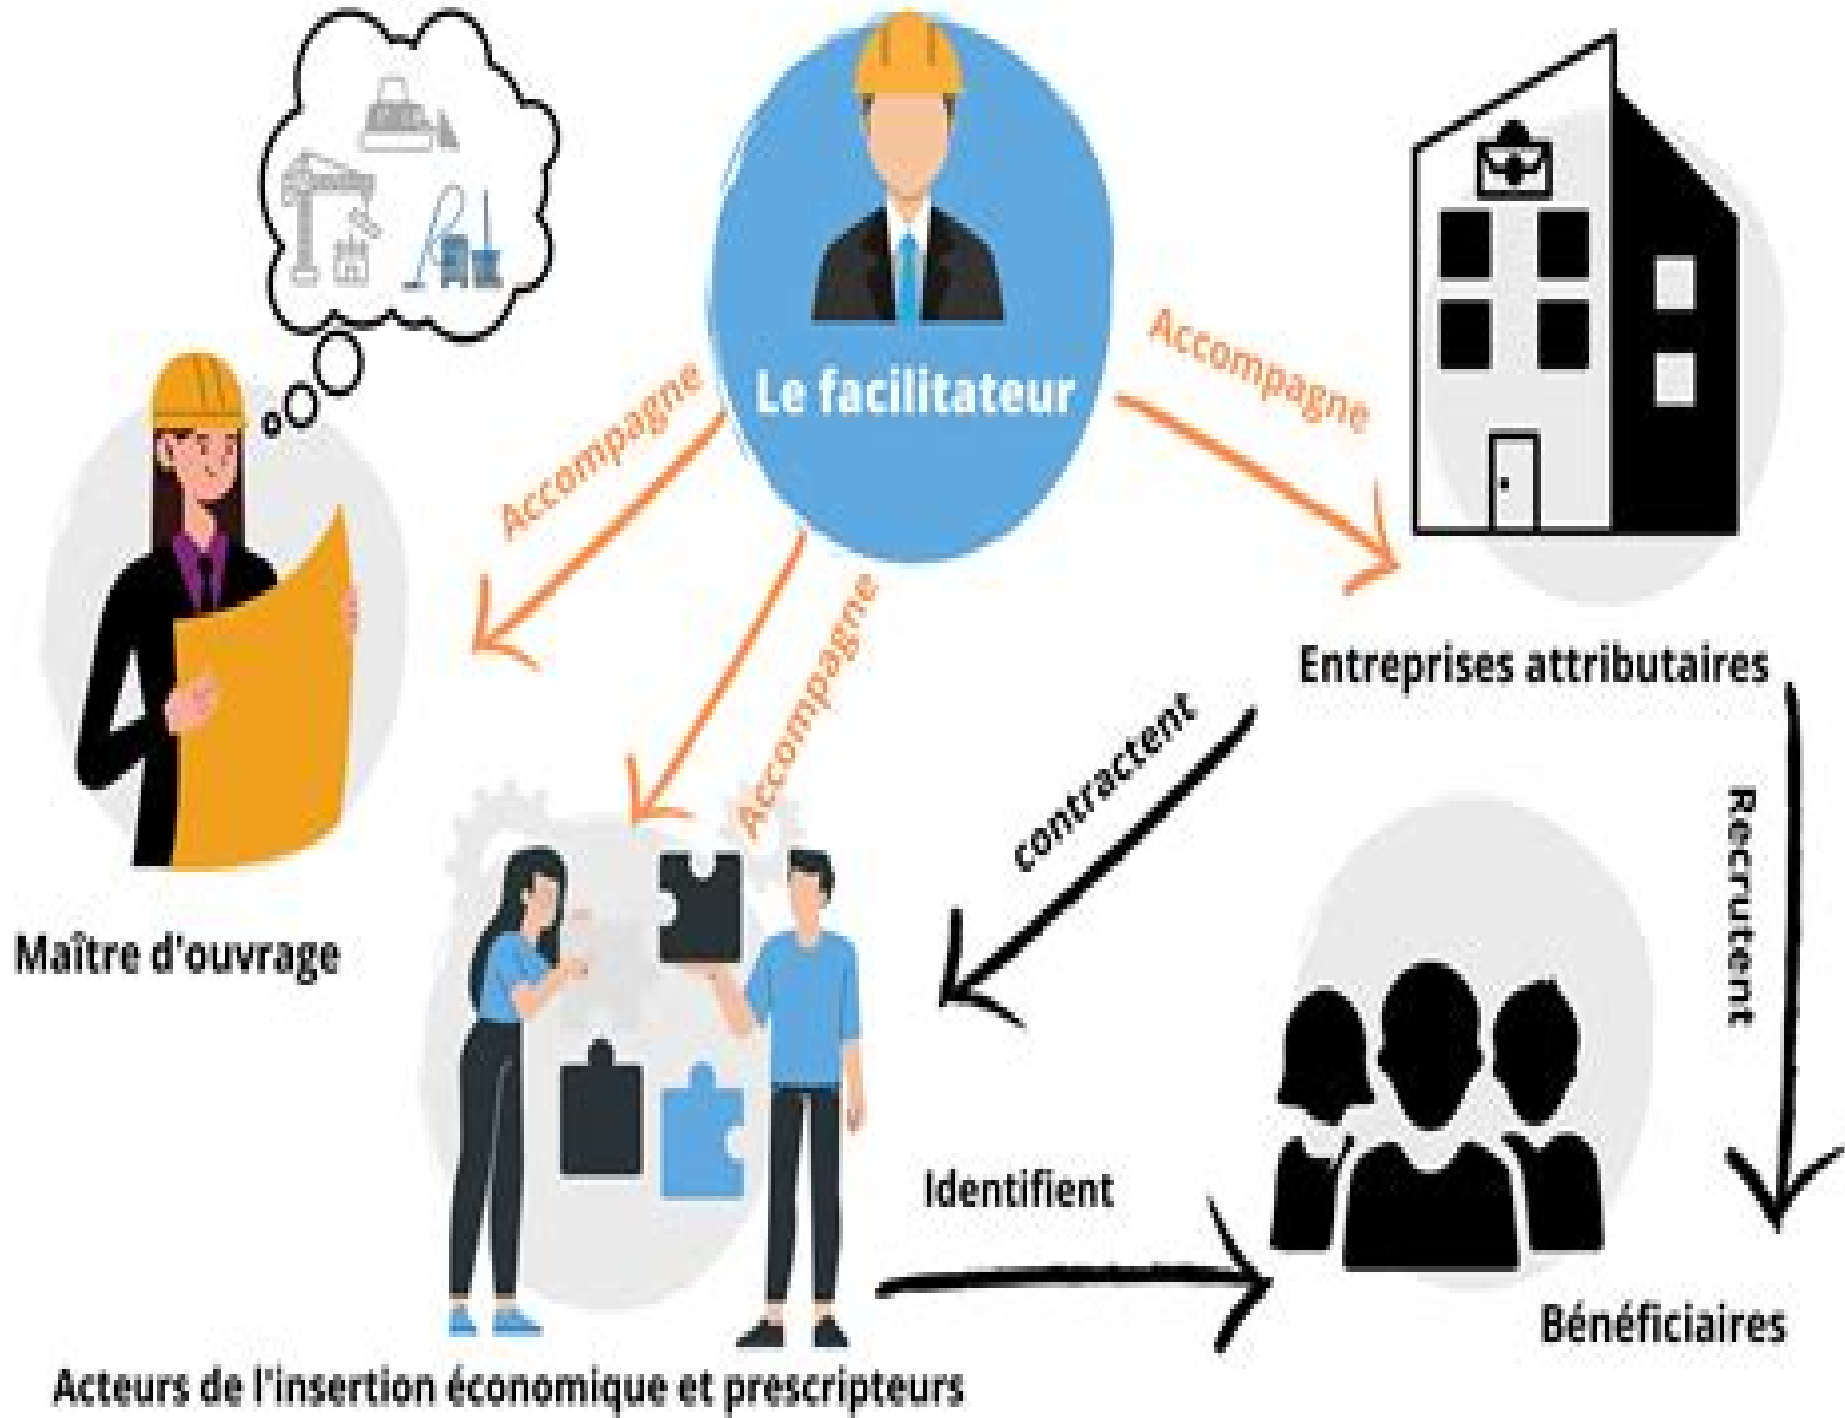 Le facilitateur
Accompagne
Accompagne
Accompagne
Entreprises attributaires
contractent
Recrutent
Maître d'ouvrage
Identifient
Bénéficiaires
Acteurs de l'insertion économique et prescripteurs